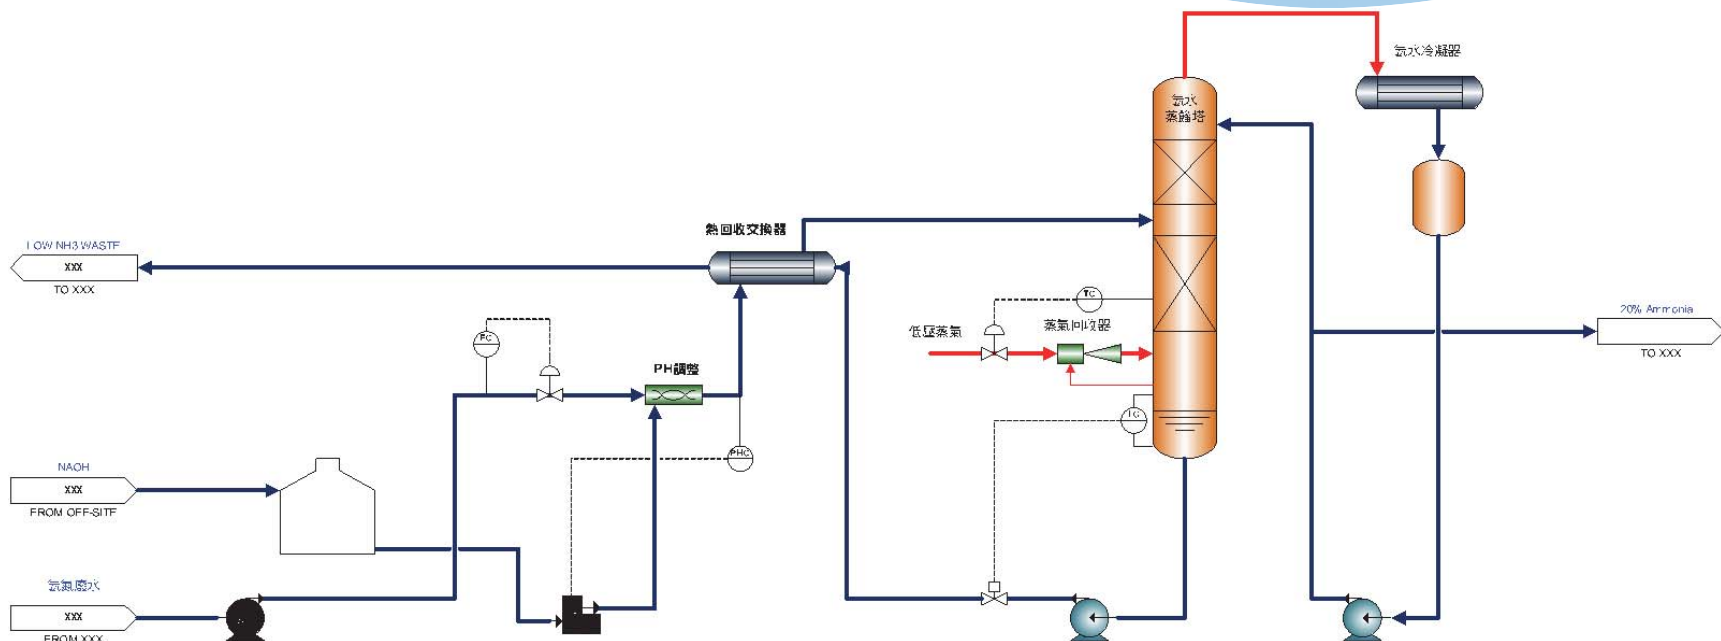 氨水冷凝器
氨水
蒸餾塔
熱回收交換器
LOW NH3 WASTE
XXX
TO XXX
TC
低壓蒸氣
蒸氣回收器
20% Ammonia
TO XXX
FC
PH調整
PHC
NAOH
XXX
FROM OFF-SITE
氨氮廢水
XXX
FROM XXX